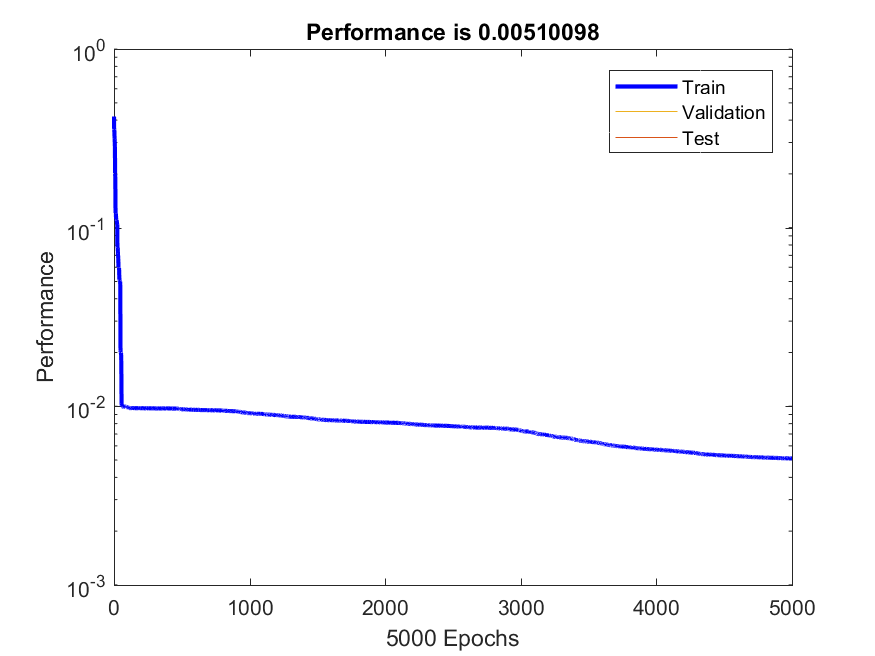 Performance is 0.00510098
10^0
10^-1
10^-2
10^-3
Performance
Train
Validation
Test
0 1000 2000 3000 4000 5000
5000 Epochs